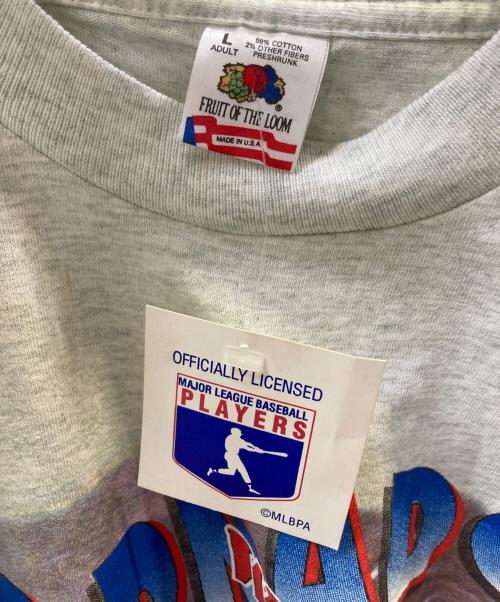 L
ADULT
98% COTTON
2% OTHER FIBERS
PRESHRUNK
FRUIT OF THE LOOM
®
MADE IN U.S.A
OFFICIALLY LICENSED
MAJOR LEAGUE BASEBALL
PLAYERS
©MLBPA